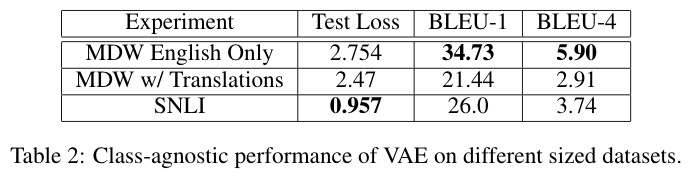 Experiment Test Loss BLEU-1 BLEU-4
MDW English Only 2.754 34.73 5.90
MDW w/ Translations 2.47 21.44 2.91
SNLI 0.957 26.0 3.74
Table 2: Class-agnostic performance of VAE on different sized datasets.